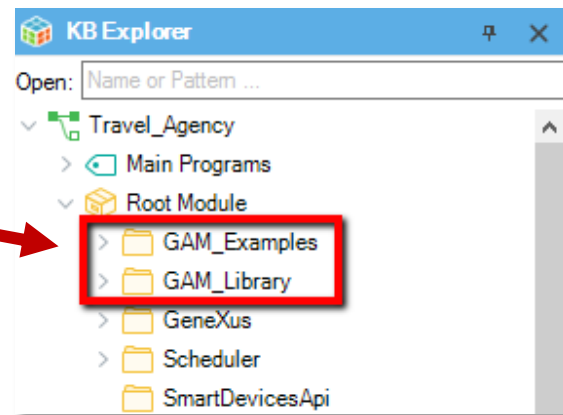 KB Explorer
Open: Name or Pattern ...
Travel_Agency
Main Programs
Root Module
GAM_Examples
GAM_Library
GeneXus
Scheduler
SmartDevicesApi